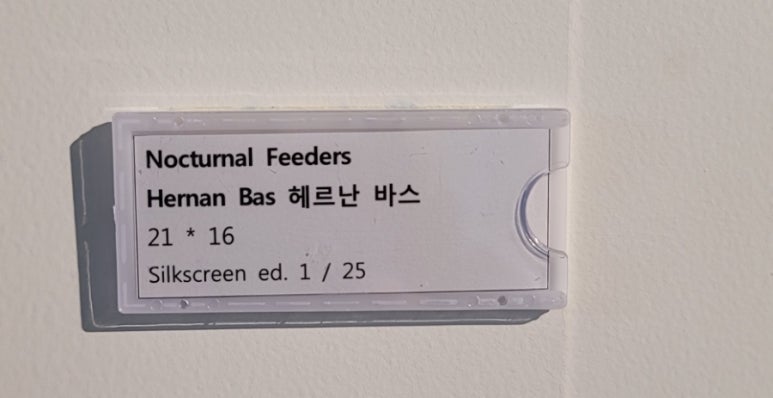 Nocturnal Feeders
Hernan Bas 헤르난 바스
21 * 16
Silkscreen ed. 1 / 25